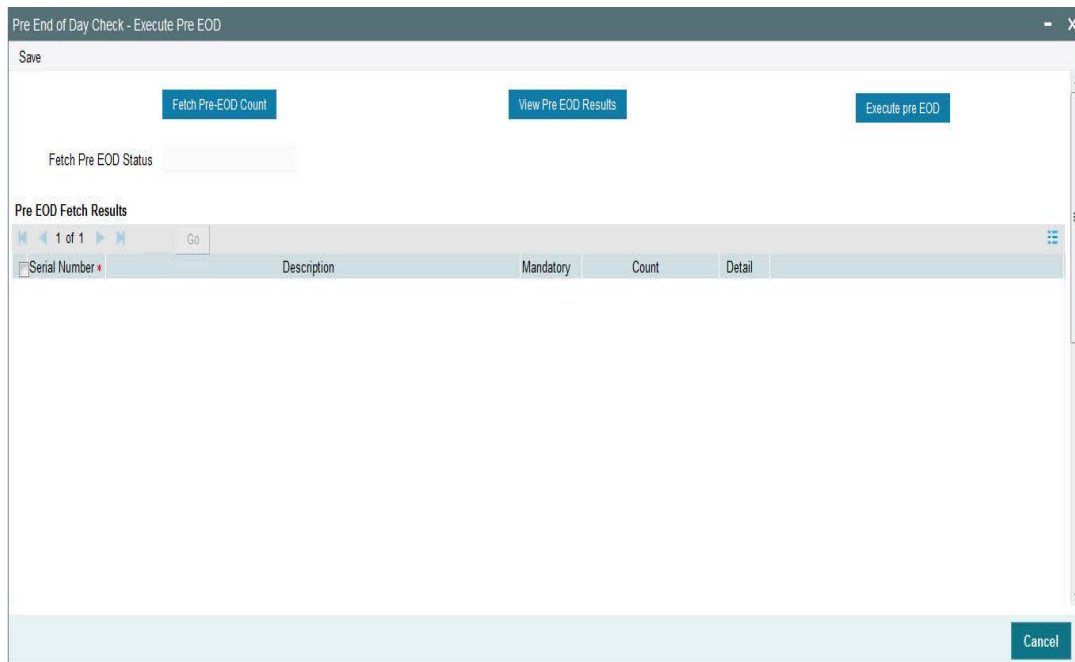 Pre End of Day Check - Execute Pre EOD
Save
Fetch Pre-EOD Count View Pre EOD Results Execute pre EOD
Fetch Pre EOD Status
Pre EOD Fetch Results
1 of 1 Go
Serial Number * Description Mandatory Count Detail
Cancel